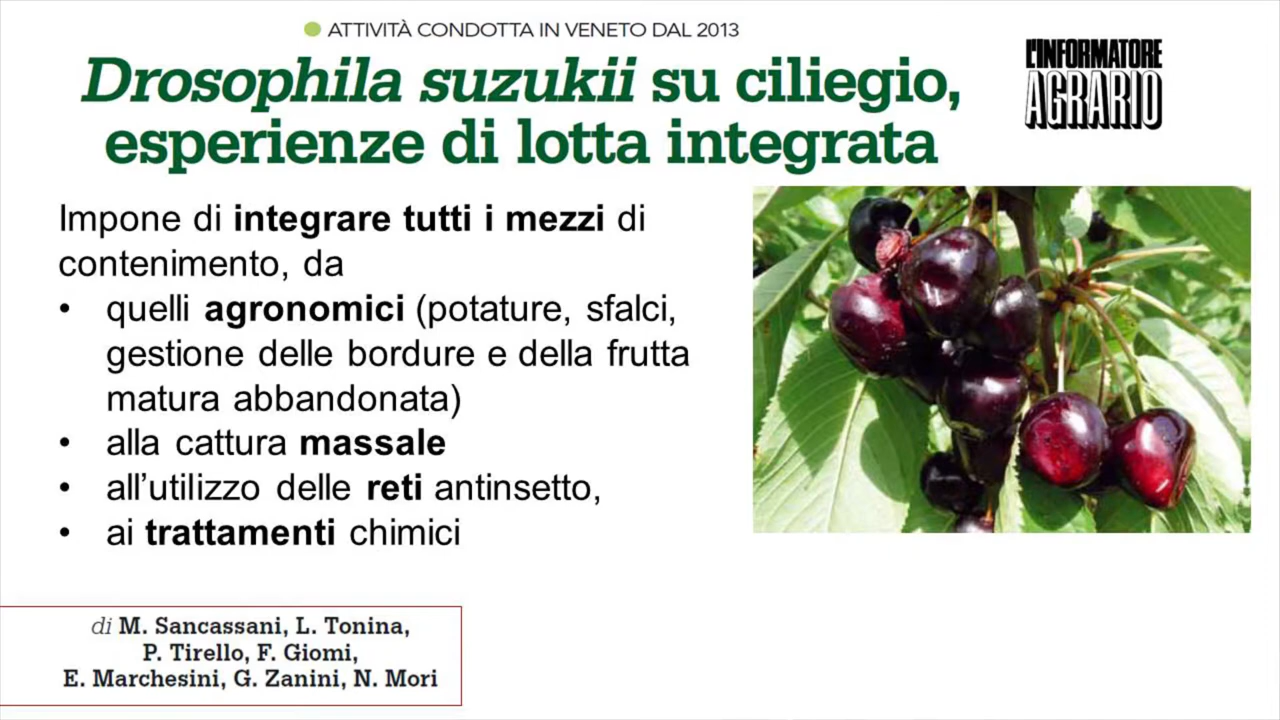 ATTIVITÀ CONDOTTA IN VENETO DAL 2013
Drosophila suzukii su ciliegio,
esperienze di lotta integrata
L'INFORMATORE
AGRARIO
Impone di integrare tutti i mezzi di
contenimento, da
• quelli agronomici (potature, sfalci,
gestione delle bordure e della frutta
matura abbandonata)
• alla cattura massale
• all’utilizzo delle reti antinsetto,
• ai trattamenti chimici
di M. Sancassani, L. Tonina,
P. Tirello, F. Giomi,
E. Marchesini, G. Zanini, N. Mori